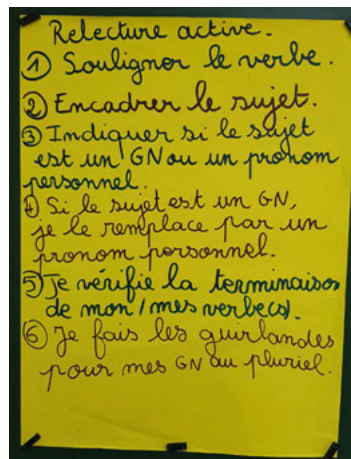 Relecture active.
① Souligner le verbe.
② Encadrer le sujet.
③ Indiquer si le sujet
est un GN ou un pronom
personnel.
④ Si le sujet est un GN,
je le remplace par un
pronom personnel.
⑤ Je vérifie la terminaison
de mon/mes verbe(s).
⑥ Je fais les guirlandes
pour mes GN au pluriel.